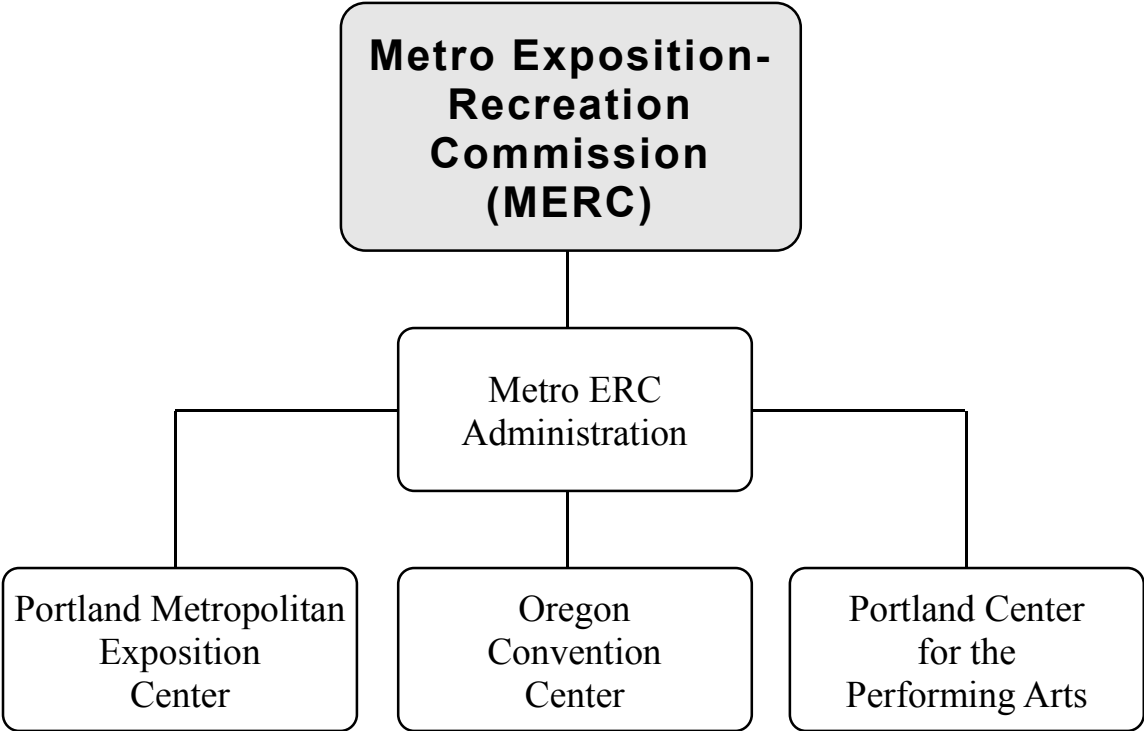 Metro Exposition-
Recreation
Commission
(MERC)
Metro ERC
Administration
Portland Metropolitan
Exposition
Center
Oregon
Convention
Center
Portland Center
for the
Performing Arts